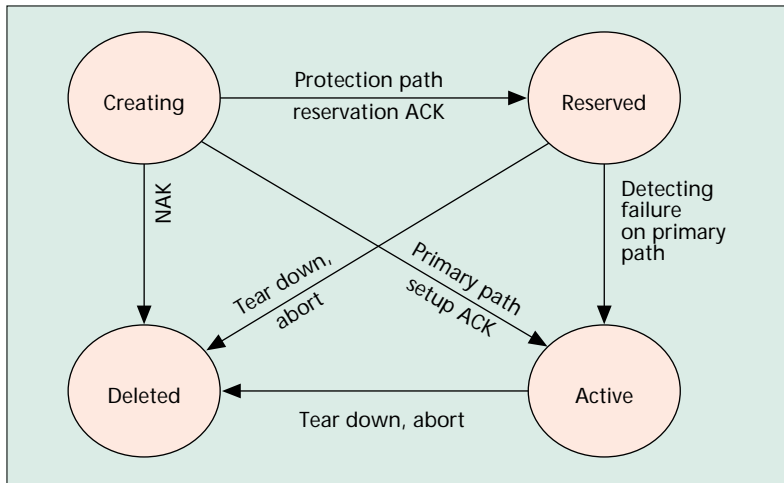 Creating
Protection path
reservation ACK
Reserved
NAK
Detecting
failure
on primary
path
Tear down,
abort
Primary path
setup ACK
Deleted
Tear down, abort
Active